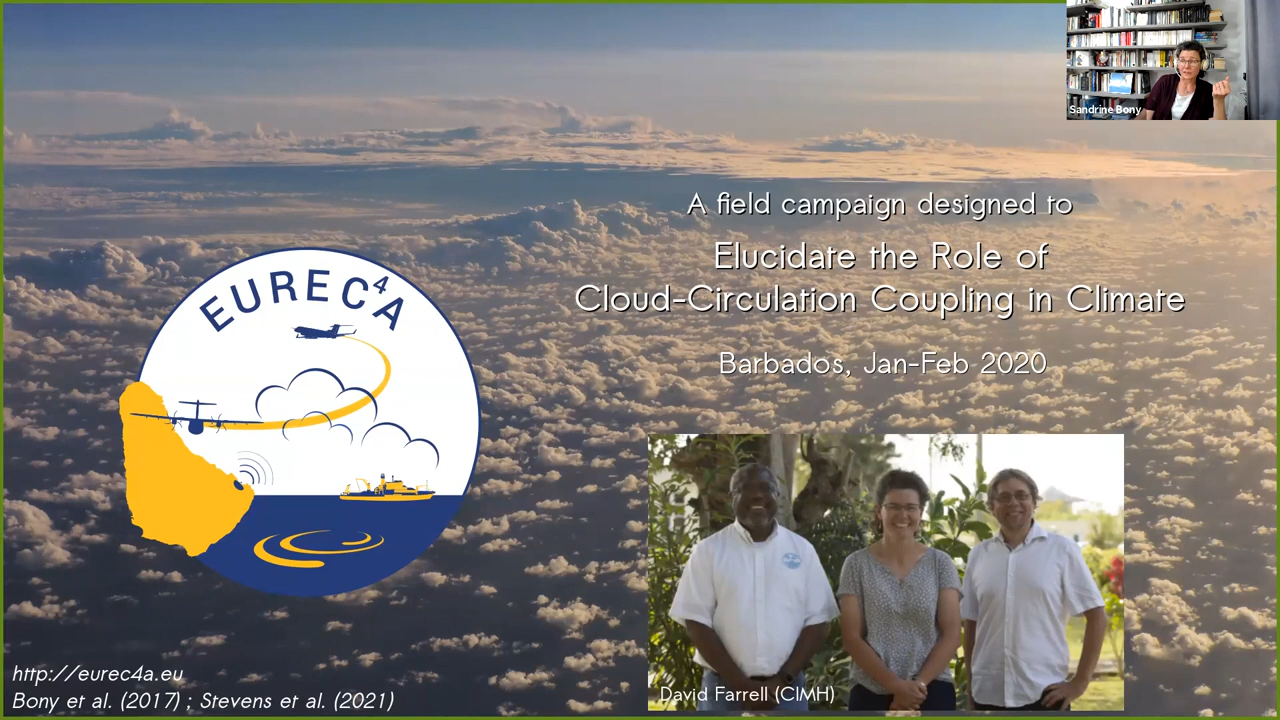 Sandrine Bony
A field campaign designed to
Elucidate the Role of
Cloud-Circulation Coupling in Climate
Barbados, Jan-Feb 2020
EUREC⁴A
David Farrell (CIMH)
http://eurec4a.eu
Bony et al. (2017) ; Stevens et al. (2021)